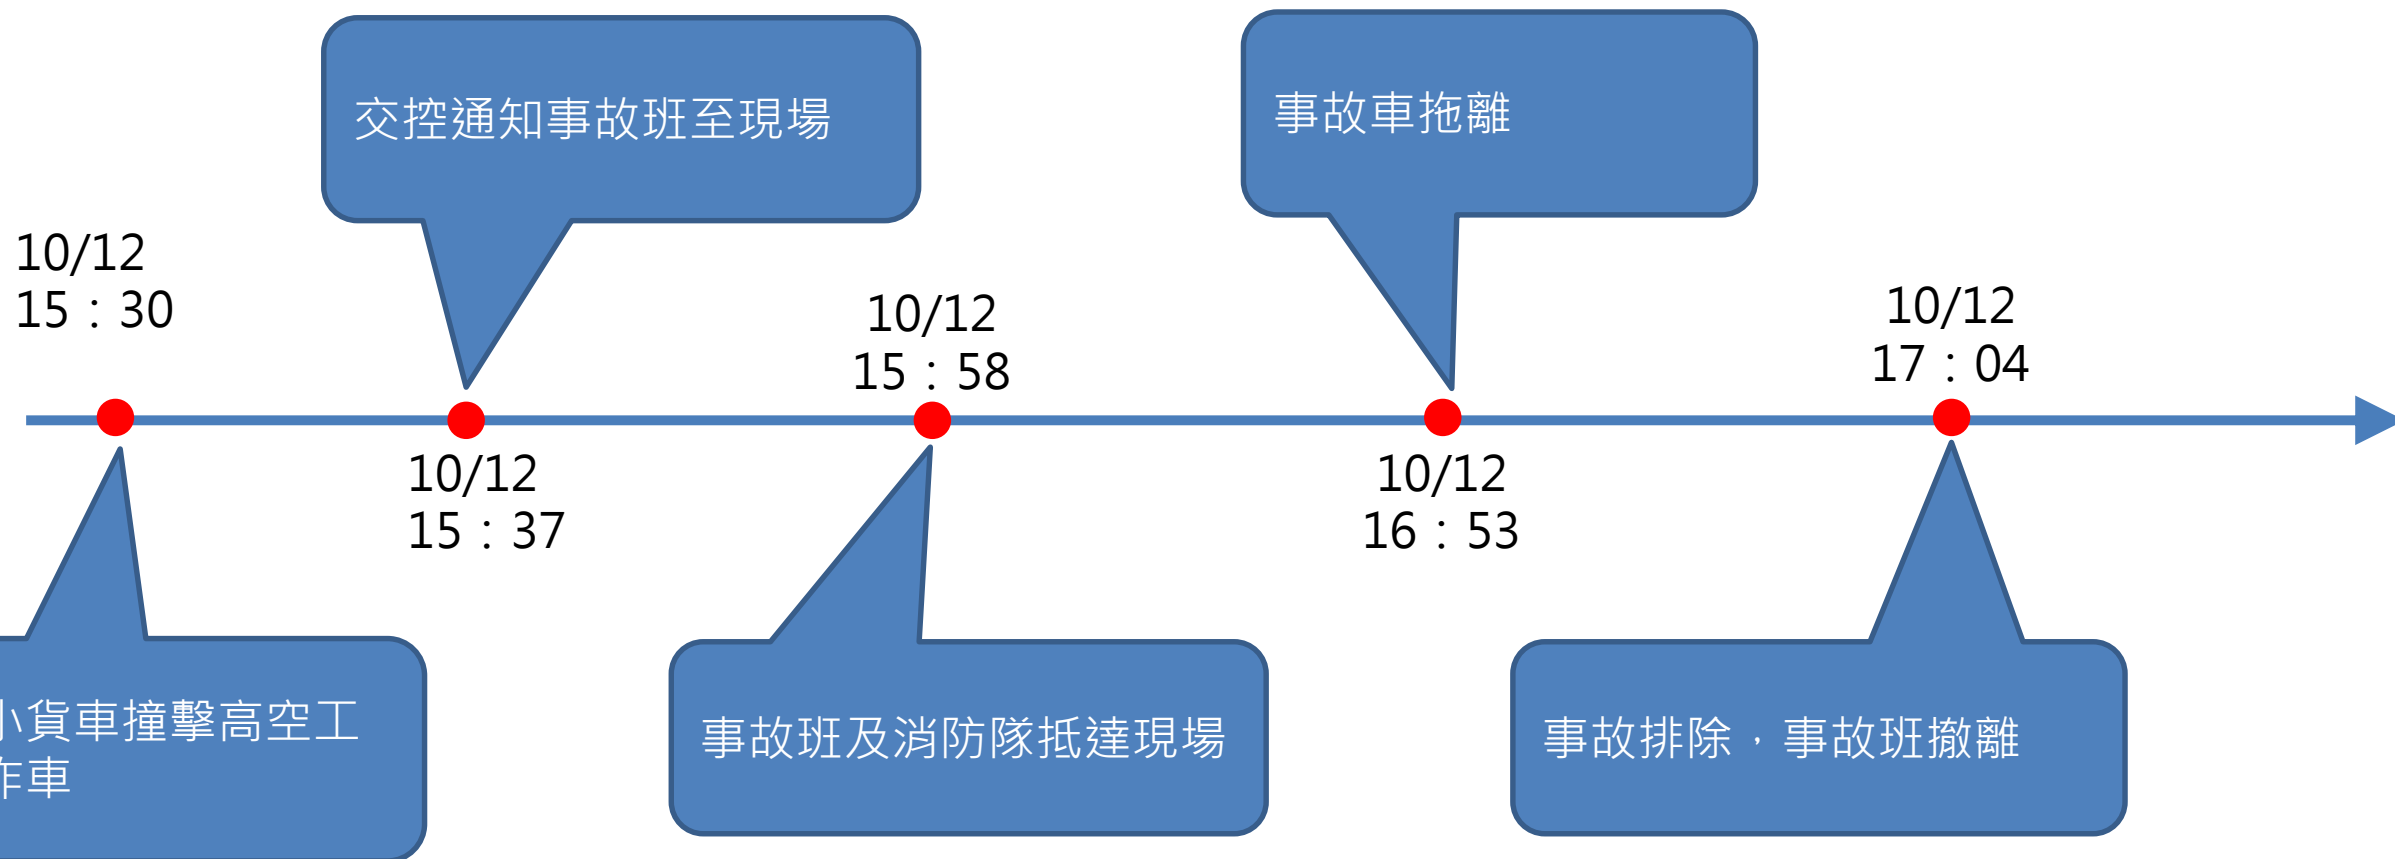 交控通知事故班至現場
事故車拖離
10/12
15：30
10/12
15：58
10/12
17：04
10/12
15：37
10/12
16：53
小貨車撞擊高空工
作車
事故班及消防隊抵達現場
事故排除，事故班撤離